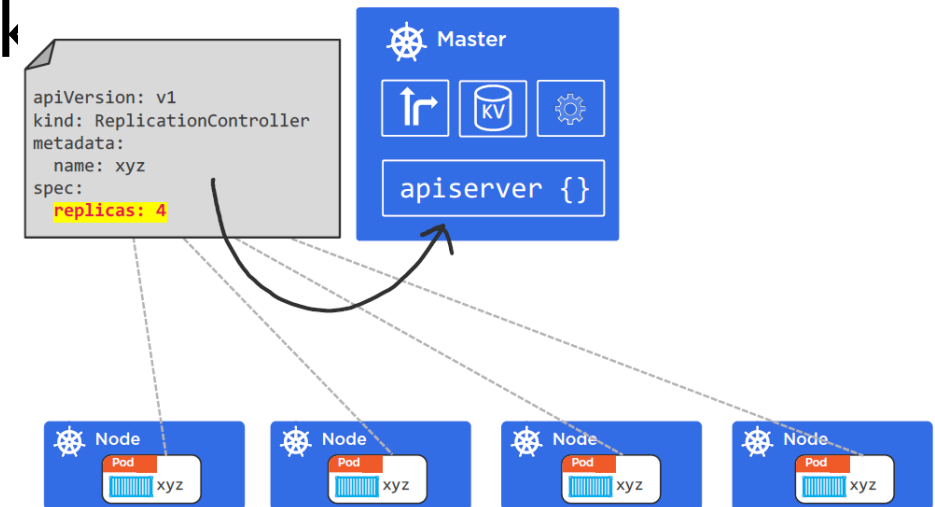 k
apiVersion: v1
kind: ReplicationController
metadata:
  name: xyz
spec:
  replicas: 4
Master
KV
apiserver {}
Node
Pod
xyz
Node
Pod
xyz
Node
Pod
xyz
Node
Pod
xyz